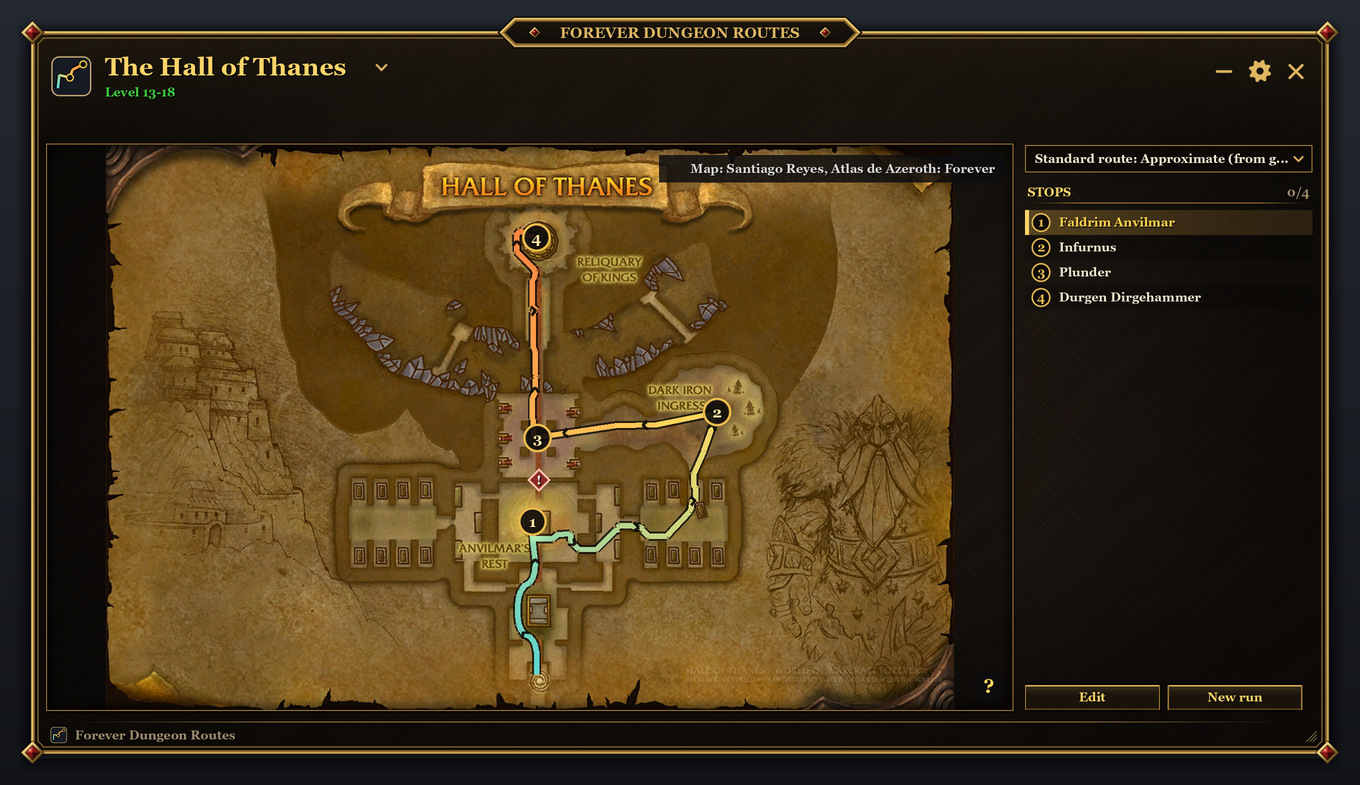 FOREVER DUNGEON ROUTES
The Hall of Thanes
Level 13-18
Map: Santiago Reyes, Atlas de Azeroth: Forever
HALL OF THANES
4
RELIQUARY
OF KINGS
DARK IRON
INGRESS
2
3
!
1
ANVILMAR'S
REST
?
Standard route: Approximate (from g...
STOPS 0/4
1 Faldrim Anvilmar
2 Infurnus
3 Plunder
4 Durgen Dirgehammer
Edit New run
Forever Dungeon Routes